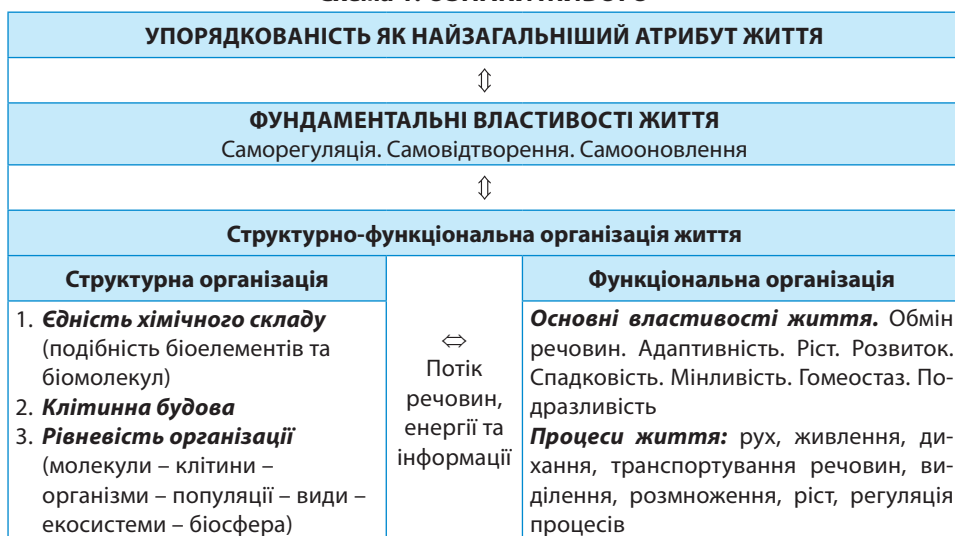 УПОРЯДКОВАНІСТЬ ЯК НАЙЗАГАЛЬНІШИЙ АТРИБУТ ЖИТТЯ
⇕
ФУНДАМЕНТАЛЬНІ ВЛАСТИВОСТІ ЖИТТЯ
Саморегуляція. Самовідтворення. Самооновлення
⇕
Структурно-функціональна організація життя
Структурна організація
1. Єдність хімічного складу
(подібність біоелементів та
біомолекул)
2. Клітинна будова
3. Рівневість організації
(молекули – клітини –
організми – популяції – види –
екосистеми – біосфера)
⇔
Потік
речовин,
енергії та
інформації
Функціональна організація
Основні властивості життя. Обмін
речовин. Адаптивність. Ріст. Розвиток.
Спадковість. Мінливість. Гомеостаз. По-
дразливість
Процеси життя: рух, живлення, ди-
хання, транспортування речовин, ви-
ділення, розмноження, ріст, регуляція
процесів